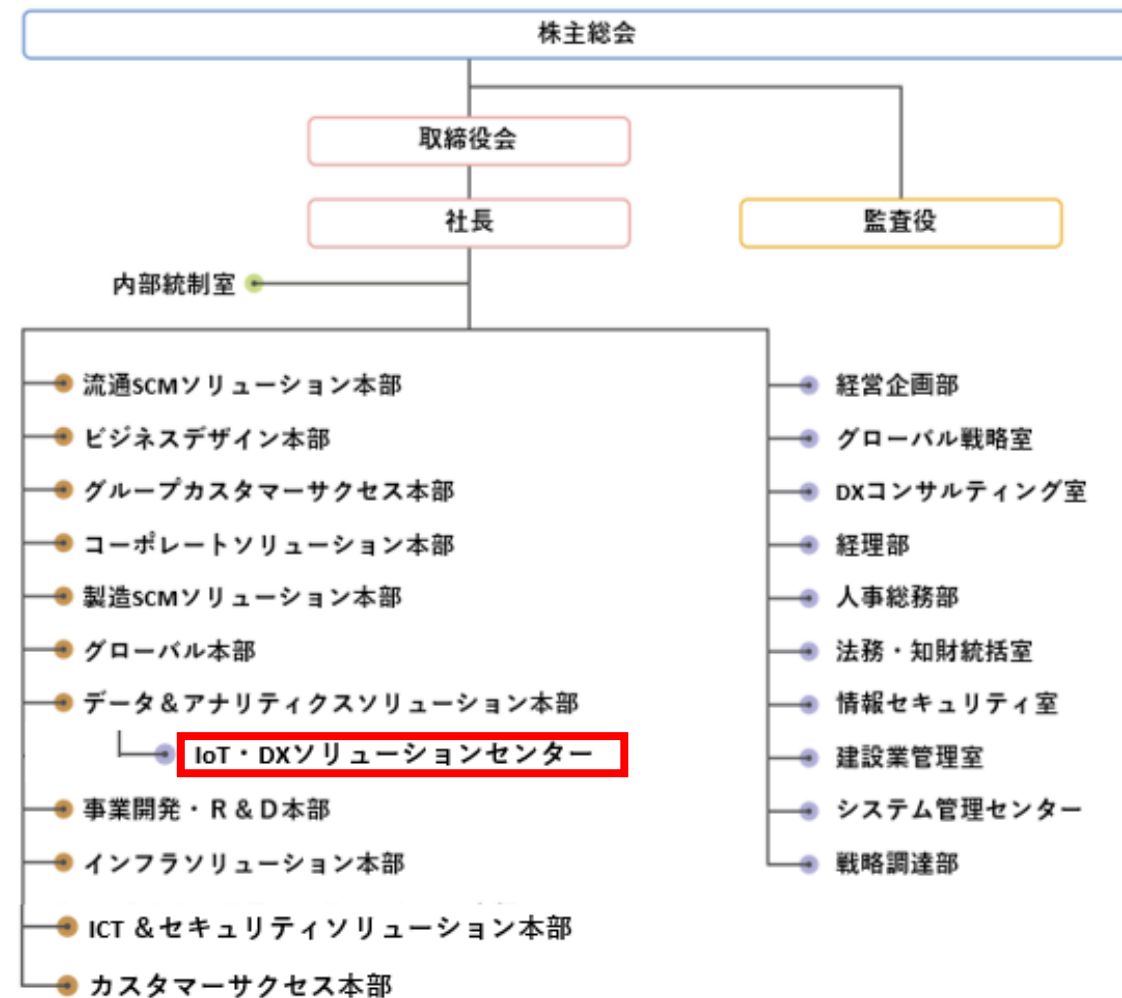 株主総会
取締役会
社長
監査役
内部統制室
流通SCMソリューション本部
ビジネスデザイン本部
グループカスタマーサクセス本部
コーポレートソリューション本部
製造SCMソリューション本部
グローバル本部
データ&アナリティクスソリューション本部
IoT・DXソリューションセンター
事業開発・R&D本部
インフラソリューション本部
ICT &セキュリティソリューション本部
カスタマーサクセス本部
経営企画部
グローバル戦略室
DXコンサルティング室
経理部
人事総務部
法務・知財統括室
情報セキュリティ室
建設業管理室
システム管理センター
戦略調達部